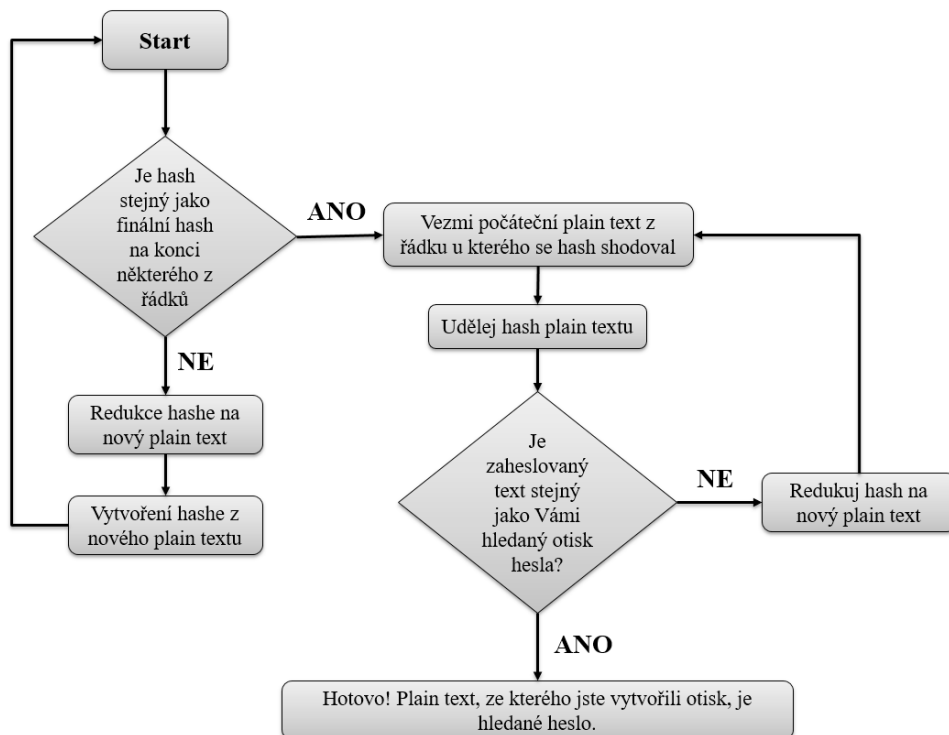 Start
Je hash
stejný jako
finální hash
na konci
některého z
řádků
ANO
Vezmi počáteční plain text z
řádku u kterého se hash shodoval
Udělej hash plain textu
NE
Redukce hashe na
nový plain text
Vytvoření hashe z
nového plain textu
Je
zaheslovaný
text stejný
jako Vámi
hledaný otisk
hesla?
NE
Redukuj hash na
nový plain text
ANO
Hotovo! Plain text, ze kterého jste vytvořili otisk, je
hledané heslo.